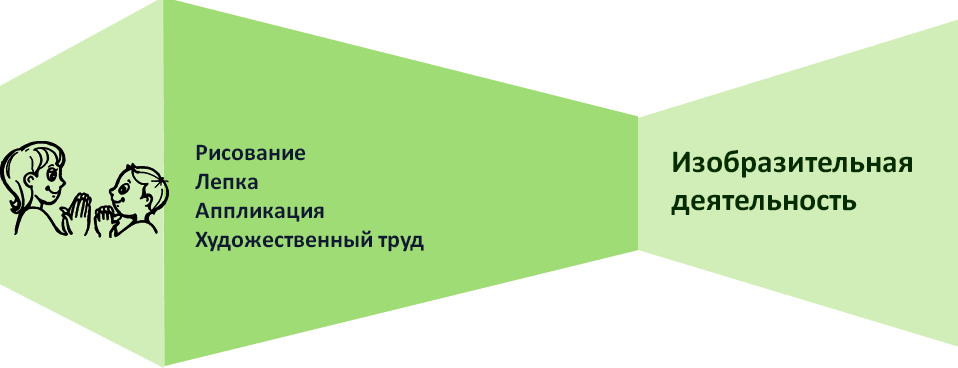 Рисование
Лепка
Аппликация
Художественный труд
Изобразительная
деятельность